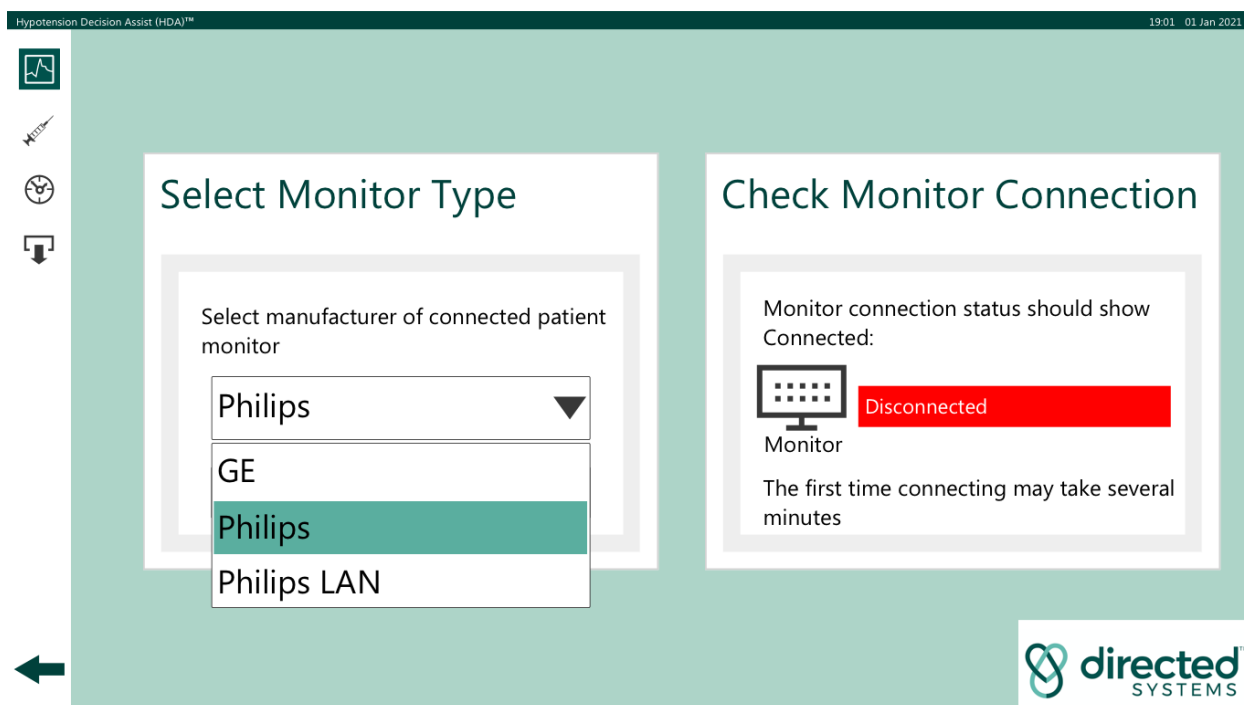 Hypotension Decision Assist (HDA)™
19:01 01 Jan 2021
Select Monitor Type
Select manufacturer of connected patient
monitor
Philips
GE
Philips
Philips LAN
Check Monitor Connection
Monitor connection status should show
Connected:
Disconnected
Monitor
The first time connecting may take several
minutes
directed™
SYSTEMS